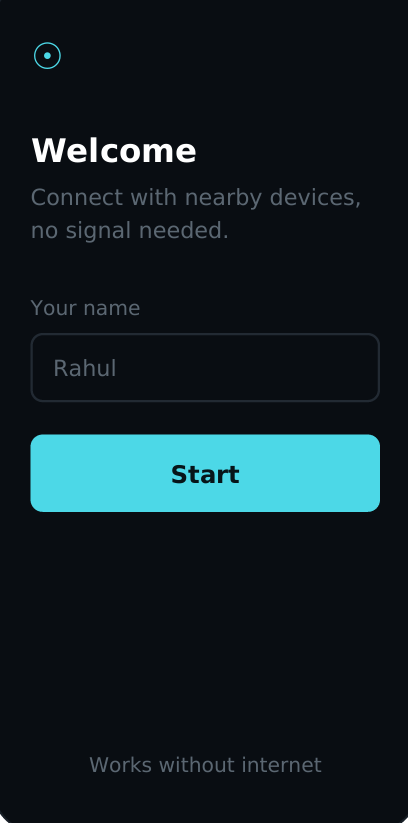 Welcome
Connect with nearby devices,
no signal needed.
Your name
Rahul
Start
Works without internet